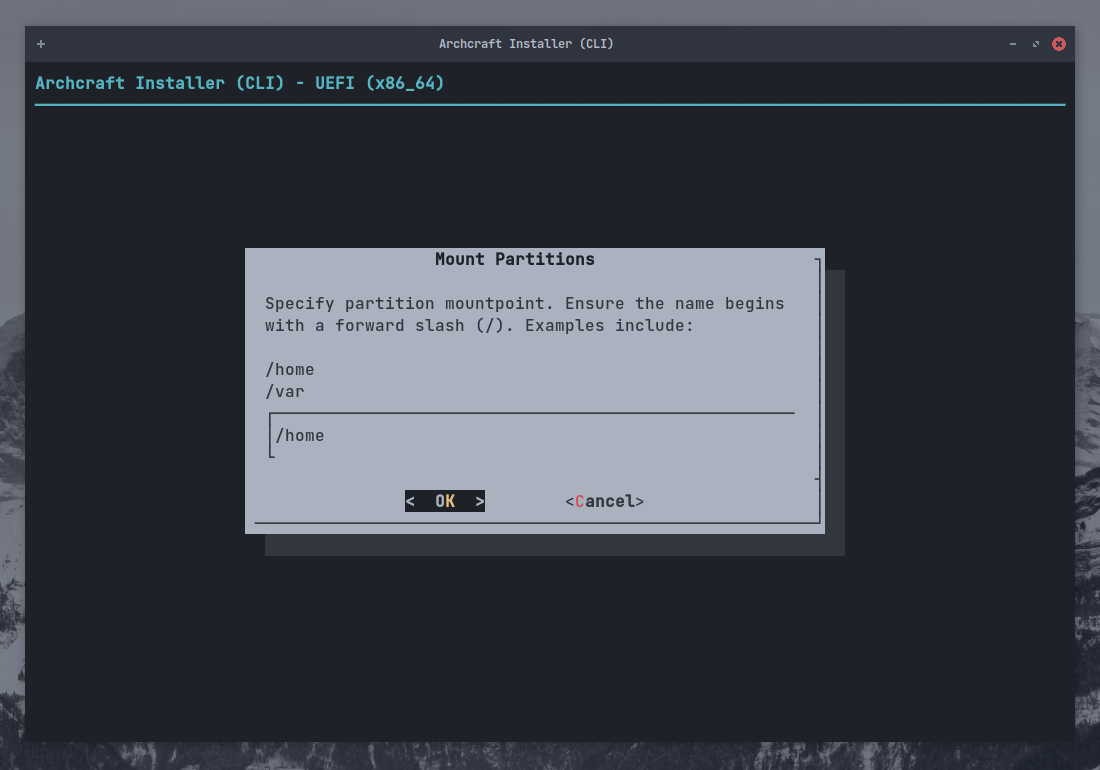 Archcraft Installer (CLI)
Archcraft Installer (CLI) - UEFI (x86_64)
Mount Partitions
Specify partition mountpoint. Ensure the name begins
with a forward slash (/). Examples include:
/home
/var
/home
<  OK  > <Cancel>